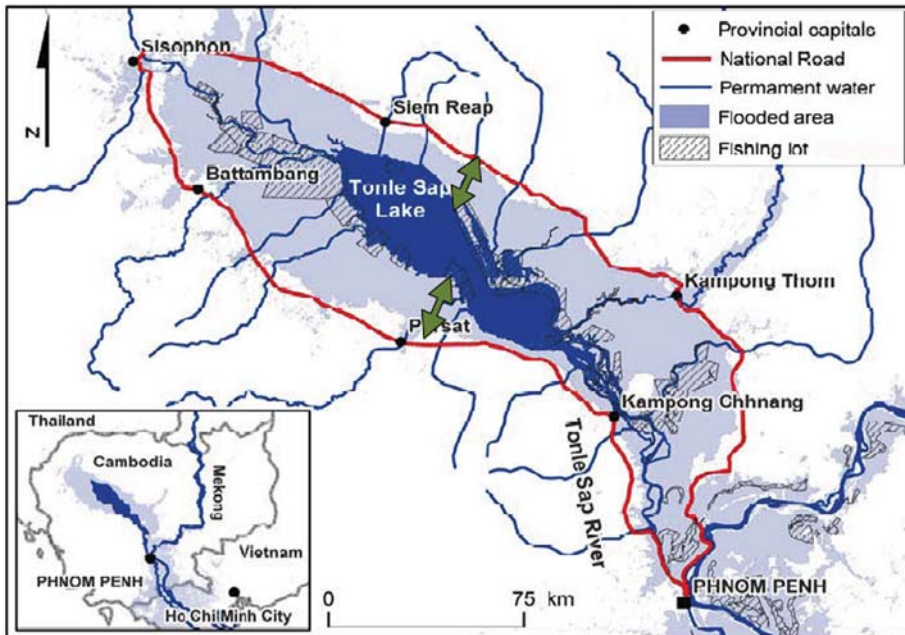 Provincial capitale
National Road
Permament water
Flooded area
Fishing lot
Sisophon
N
Siem Reap
Battambang
Tonle Sap
Lake
Kampong Thom
Pursat
Kampong Chhnang
Tonle Sap River
PHNOM PENH
0 75 km
Thailand
Cambodia
Mekong
Vietnam
PHNOM PENH
Ho Chi Minh City